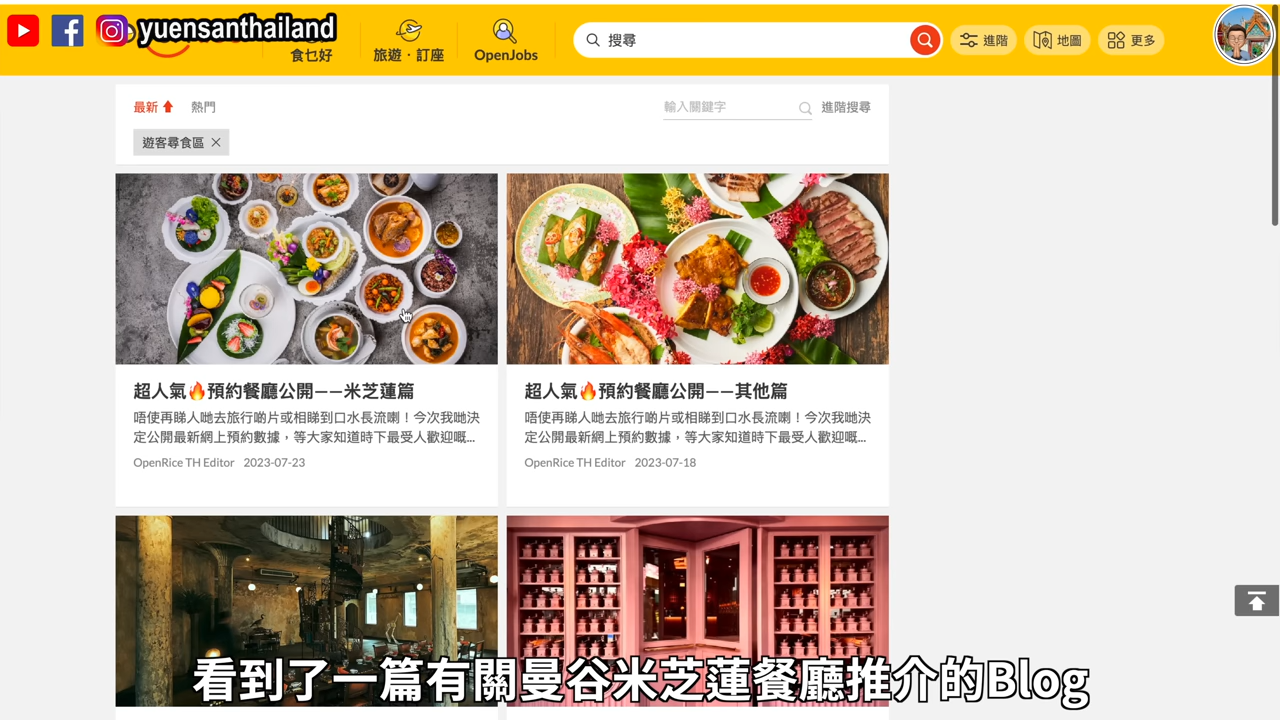 yuensanthailand
食乜好
旅遊．訂座
OpenJobs
搜尋
進階
地圖
更多
最新
熱門
輸入關鍵字
進階搜尋
遊客尋食區
超人氣🔥預約餐廳公開——米芝蓮篇
唔使再睇人哋去旅行啲片或相睇到口水長流喇！今次我哋決
定公開最新網上預約數據，等大家知道時下最受人歡迎嘅...
OpenRice TH Editor 2023-07-23
超人氣🔥預約餐廳公開——其他篇
唔使再睇人哋去旅行啲片或相睇到口水長流喇！今次我哋決
定公開最新網上預約數據，等大家知道時下最受人歡迎嘅...
OpenRice TH Editor 2023-07-18
看到了一篇有關曼谷米芝蓮餐廳推介的Blog